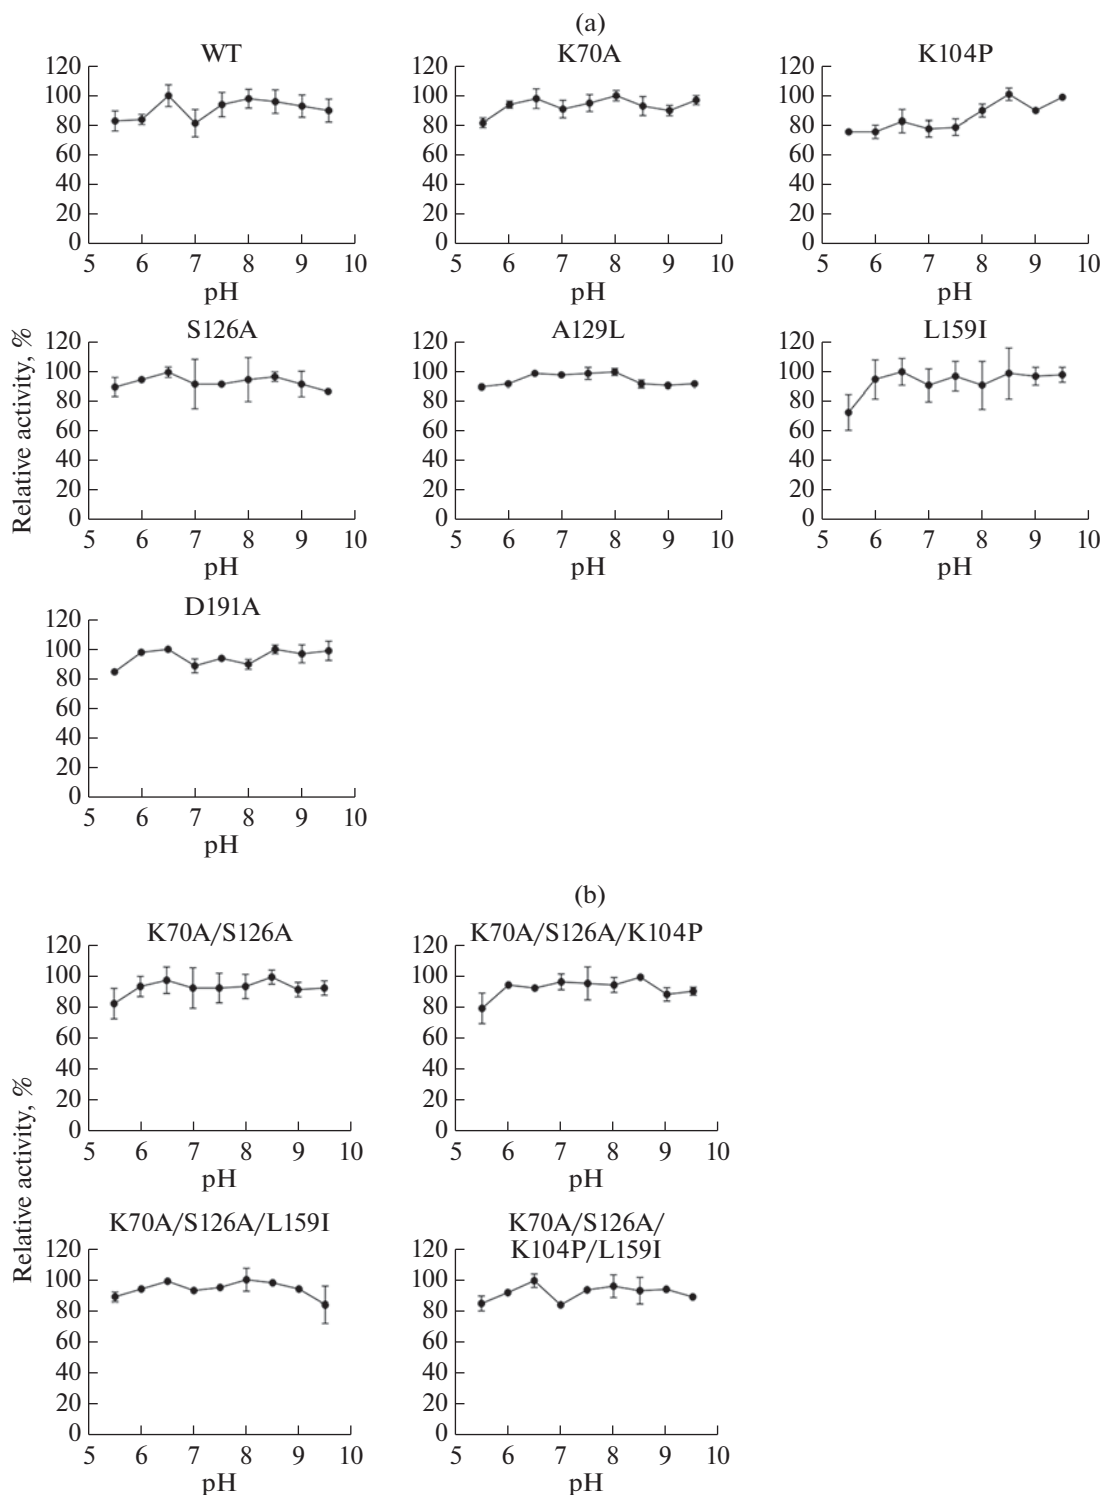 (a)
WT
K70A
K104P
120
100
80
60
40
20
0
5 6 7 8 9 10
pH
120
100
80
60
40
20
0
5 6 7 8 9 10
pH
120
100
80
60
40
20
0
5 6 7 8 9 10
pH
Relative activity, %
S126A
A129L
L159I
120
100
80
60
40
20
0
5 6 7 8 9 10
pH
120
100
80
60
40
20
0
5 6 7 8 9 10
pH
120
100
80
60
40
20
0
5 6 7 8 9 10
pH
D191A
120
100
80
60
40
20
0
5 6 7 8 9 10
pH
(b)
Relative activity, %
K70A/S126A
120
100
80
60
40
20
0
5 6 7 8 9 10
pH
K70A/S126A/K104P
120
100
80
60
40
20
0
5 6 7 8 9 10
pH
K70A/S126A/L159I
120
100
80
60
40
20
0
5 6 7 8 9 10
pH
K70A/S126A/
K104P/L159I
120
100
80
60
40
20
0
5 6 7 8 9 10
pH